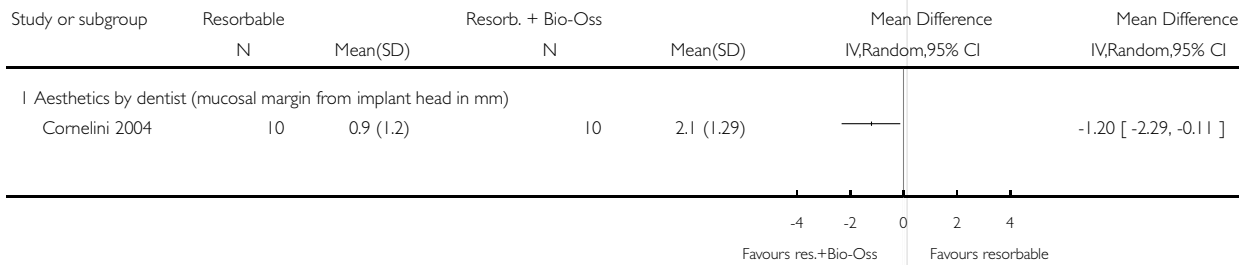 Study or subgroup Resorbable Resorb. + Bio-Oss Mean Difference Mean Difference
N Mean(SD) N Mean(SD) IV,Random,95% CI IV,Random,95% CI
1 Aesthetics by dentist (mucosal margin from implant head in mm)
Cornelini 2004 10 0.9 (1.2) 10 2.1 (1.29) -1.20 [ -2.29, -0.11 ]
-4 -2 0 2 4
Favours res.+Bio-Oss Favours resorbable